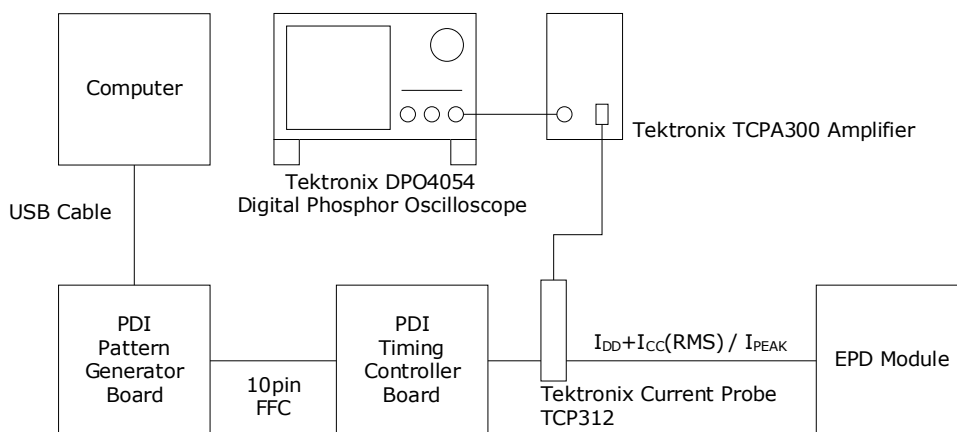 Computer
Tektronix TCPA300 Amplifier
Tektronix DPO4054
Digital Phosphor Oscilloscope
USB Cable
PDI
Pattern
Generator
Board
10pin
FFC
PDI
Timing
Controller
Board
IDD+ICC(RMS) / IPEAK
Tektronix Current Probe
TCP312
EPD Module